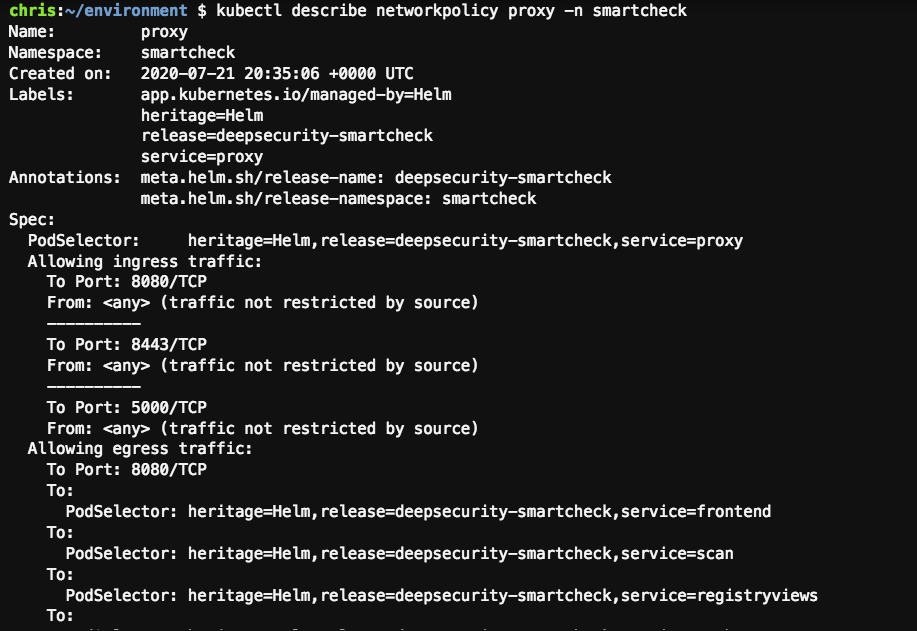 chris:~/environment $ kubectl describe networkpolicy proxy -n smartcheck
Name:         proxy
Namespace:    smartcheck
Created on:   2020-07-21 20:35:06 +0000 UTC
Labels:       app.kubernetes.io/managed-by=Helm
              heritage=Helm
              release=deepsecurity-smartcheck
              service=proxy
Annotations:  meta.helm.sh/release-name: deepsecurity-smartcheck
              meta.helm.sh/release-namespace: smartcheck
Spec:
  PodSelector:     heritage=Helm,release=deepsecurity-smartcheck,service=proxy
  Allowing ingress traffic:
    To Port: 8080/TCP
    From: <any> (traffic not restricted by source)
    ----------
    To Port: 8443/TCP
    From: <any> (traffic not restricted by source)
    ----------
    To Port: 5000/TCP
    From: <any> (traffic not restricted by source)
  Allowing egress traffic:
    To Port: 8080/TCP
    To:
      PodSelector: heritage=Helm,release=deepsecurity-smartcheck,service=frontend
    To:
      PodSelector: heritage=Helm,release=deepsecurity-smartcheck,service=scan
    To:
      PodSelector: heritage=Helm,release=deepsecurity-smartcheck,service=registryviews
    To: